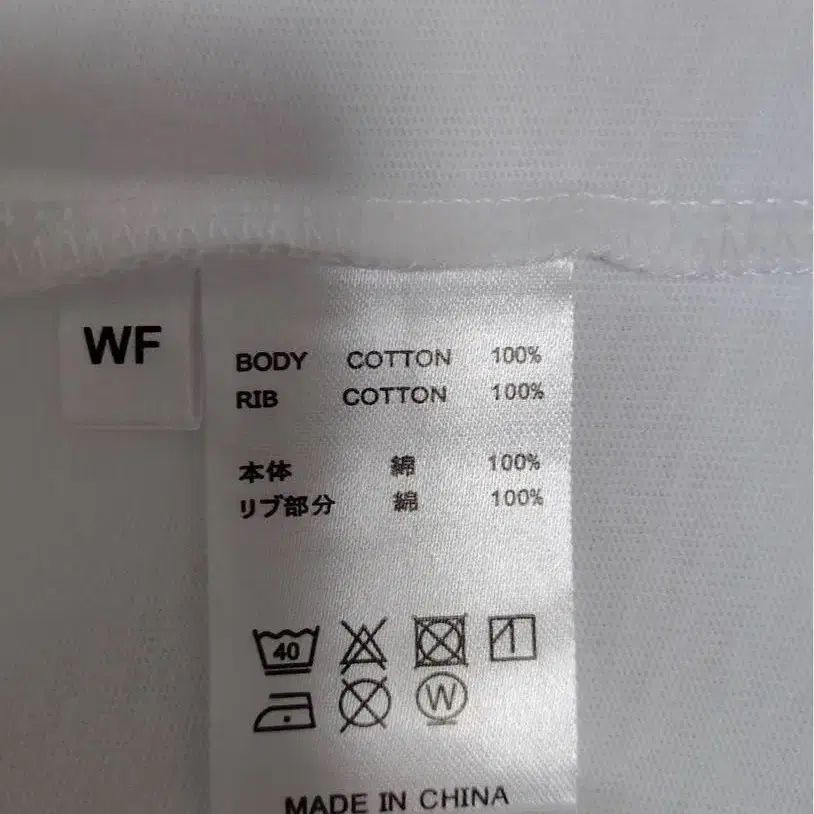 WF
BODY COTTON 100%
RIB COTTON 100%
本体 綿 100%
リブ部分 綿 100%
40
W
MADE IN CHINA